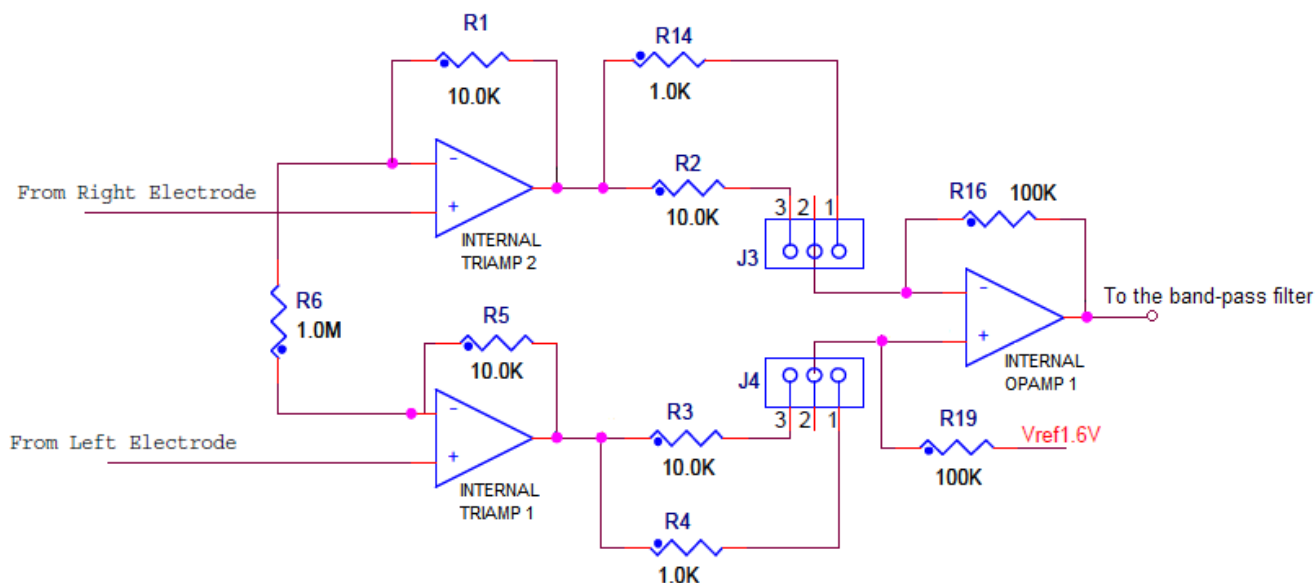 R1
10.0K
R14
1.0K
From Right Electrode
-
+
INTERNAL
TRIAMP 2
R2
10.0K
3 2 1
J3
R16 100K
-
+
INTERNAL
OPAMP 1
To the band-pass filter
R6
1.0M
R5
10.0K
From Left Electrode
-
+
INTERNAL
TRIAMP 1
J4
3 2 1
R3
10.0K
R4
1.0K
R19
100K
Vref1.6V